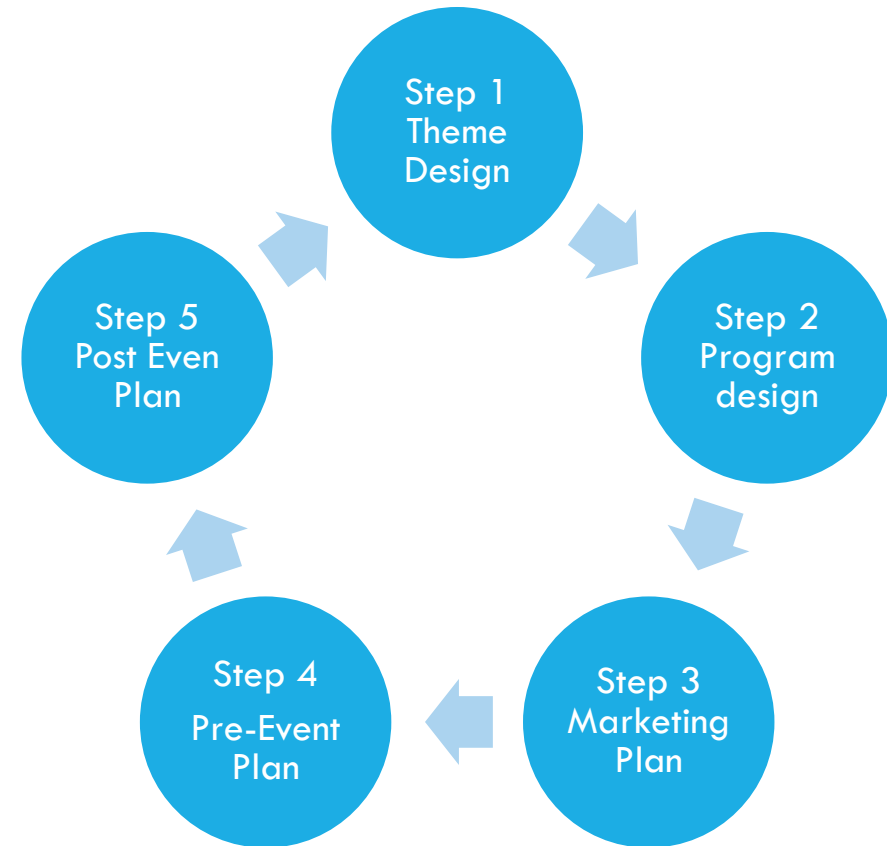 Step 1
Theme
Design
Step 2
Program
design
Step 3
Marketing
Plan
Step 4
Pre-Event
Plan
Step 5
Post Even
Plan